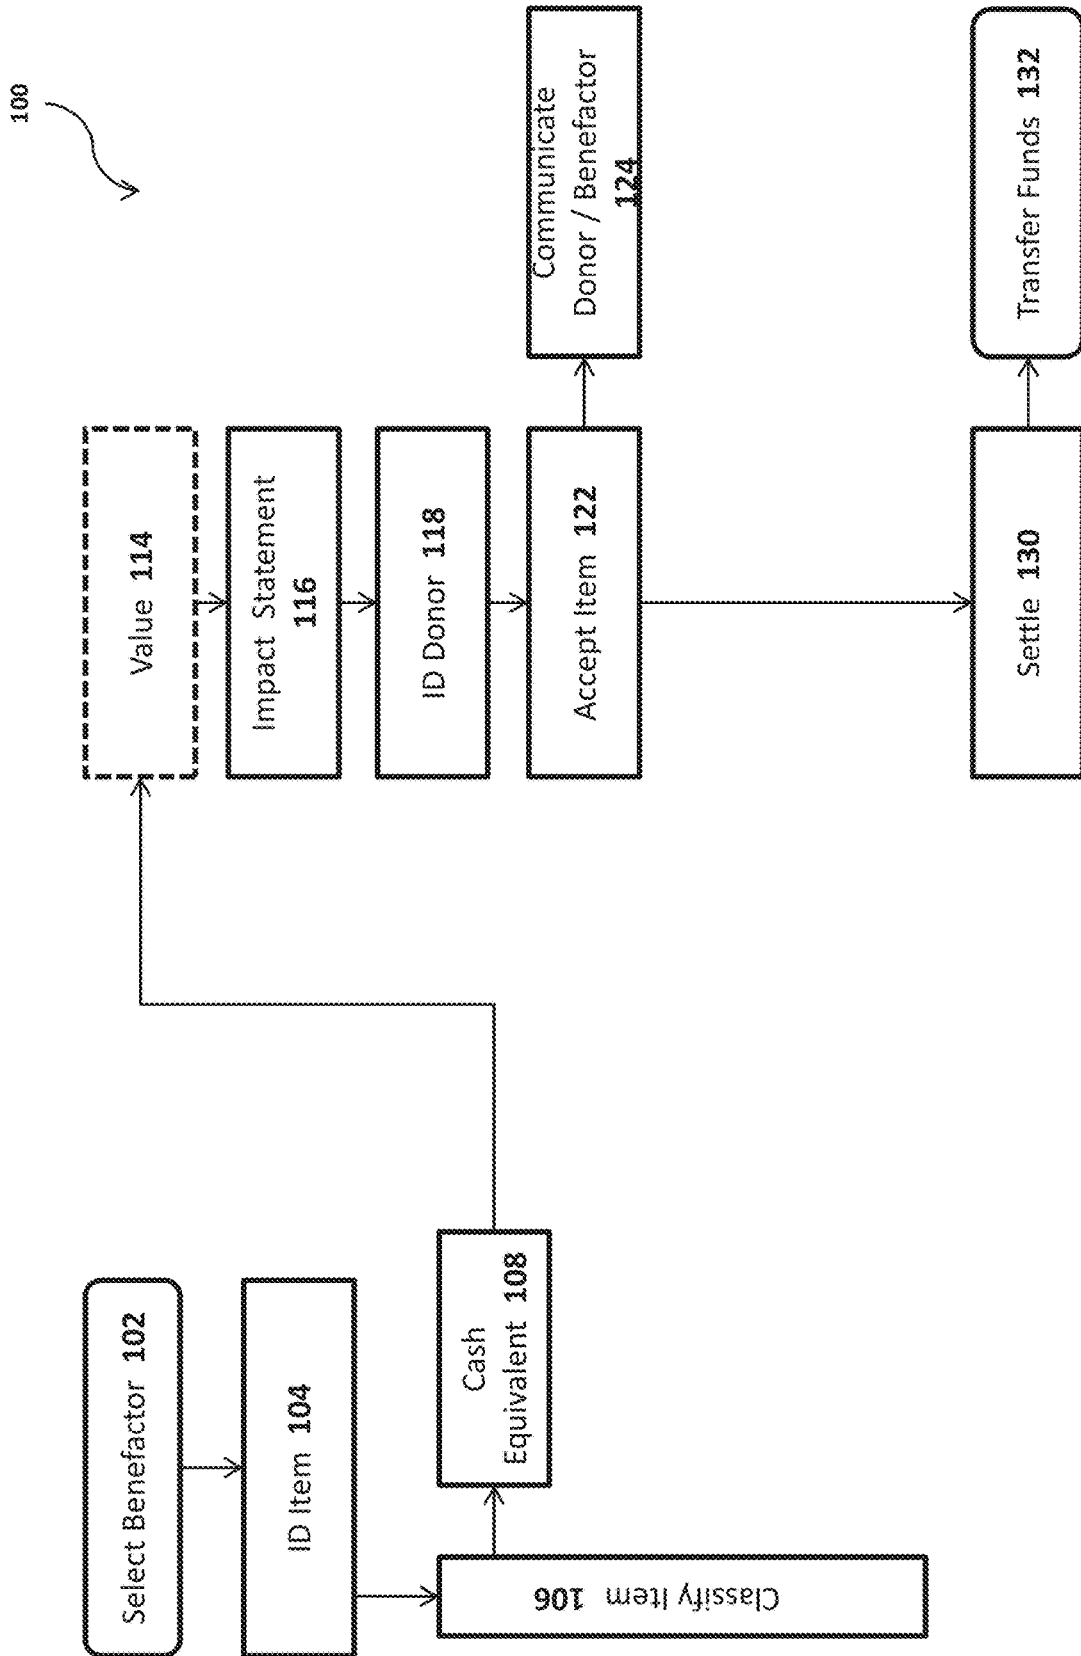 100
Select Benefactor 102
ID Item 104
Classify Item 106
Cash
Equivalent 108
Value 114
Impact Statement
116
ID Donor 118
Accept Item 122
Communicate
Donor / Benefactor
124
Settle 130
Transfer Funds 132